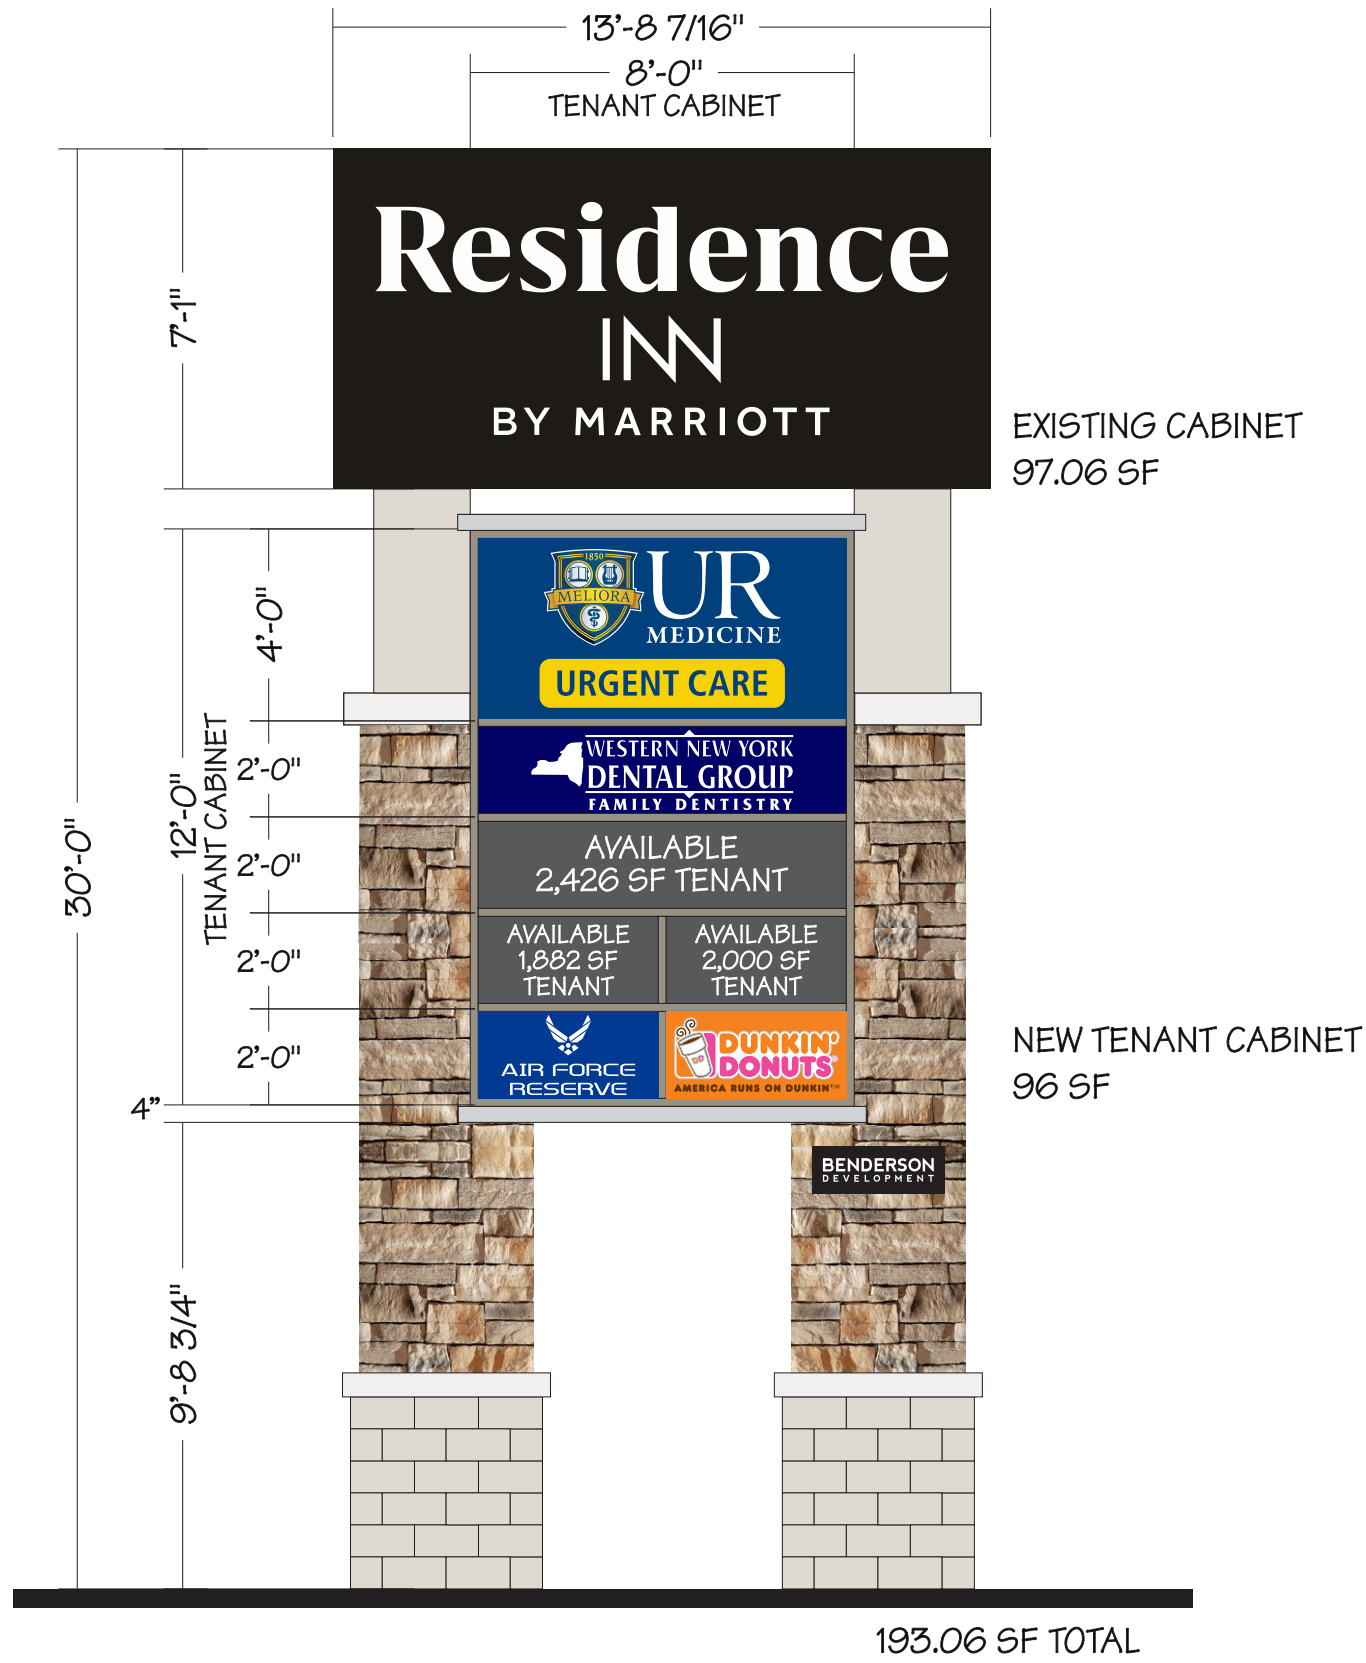 13'-8 7/16"
8'-0"
TENANT CABINET
Residence
INN
BY MARRIOTT
7'-1"
EXISTING CABINET
97.06 SF
1850
MELIORA
UR
MEDICINE
URGENT CARE
4'-0"
WESTERN NEW YORK
DENTAL GROUP
FAMILY DENTISTRY
2'-0"
30'-0"
12'-0"
TENANT CABINET
AVAILABLE
2,426 SF TENANT
2'-0"
AVAILABLE
1,882 SF
TENANT
AVAILABLE
2,000 SF
TENANT
2'-0"
AIR FORCE
RESERVE
DD
DUNKIN'
DONUTS®
AMERICA RUNS ON DUNKIN'℠
2'-0"
NEW TENANT CABINET
96 SF
4”
BENDERSON
DEVELOPMENT
9'-8 3/4"
193.06 SF TOTAL